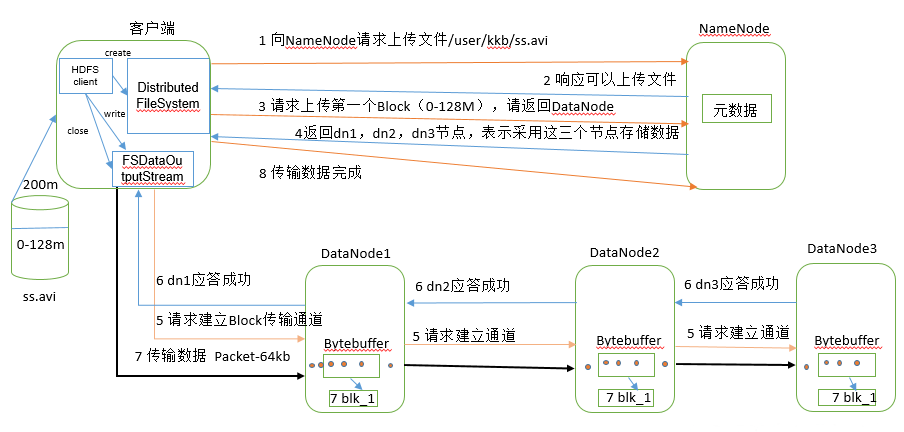 客户端
NameNode
1 向NameNode请求上传文件/user/kkb/ss.avi
create
HDFS
client
Distributed
FileSystem
2 响应可以上传文件
write
3 请求上传第一个Block（0-128M），请返回DataNode
元数据
close
4返回dn1，dn2，dn3节点，表示采用这三个节点存储数据
FSDataOu
tputStream
8 传输数据完成
200m
0-128m
ss.avi
DataNode1
DataNode2
DataNode3
6 dn1应答成功
6 dn2应答成功
6 dn3应答成功
5 请求建立Block传输通道
5 请求建立通道
5 请求建立通道
7 传输数据 Packet-64kb
Bytebuffer
Bytebuffer
Bytebuffer
7 blk_1
7 blk_1
7 blk_1